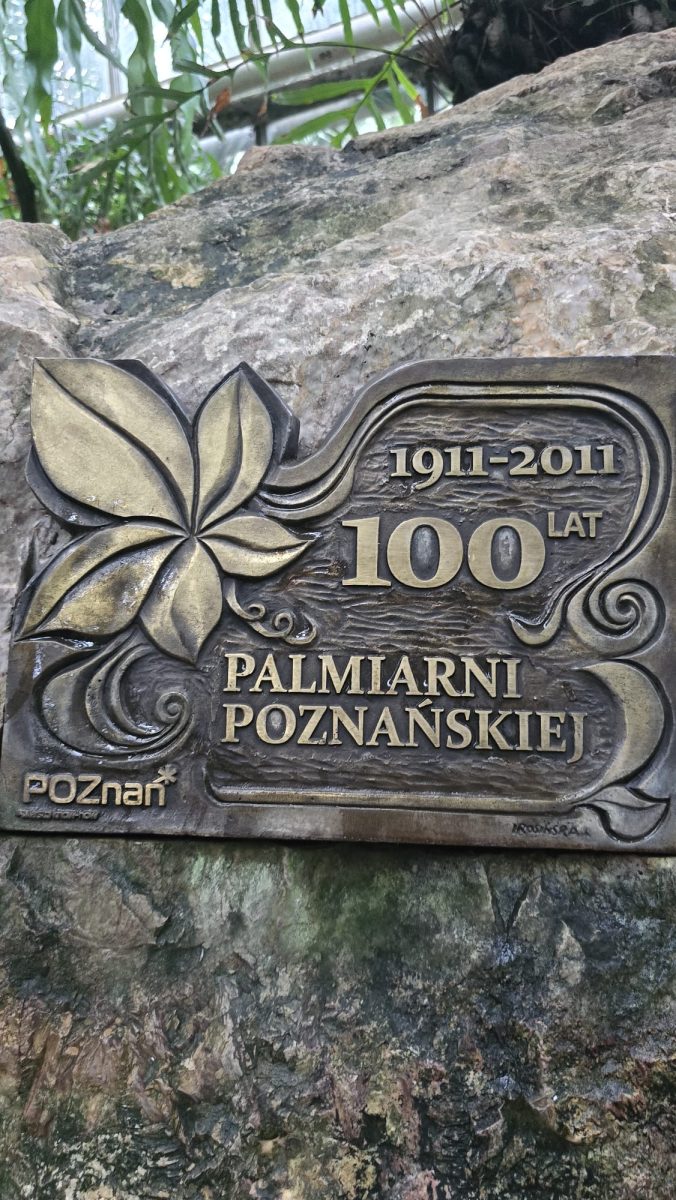 1911-2011
100 LAT
PALMIARNI
POZNAŃSKIEJ
POZnań*